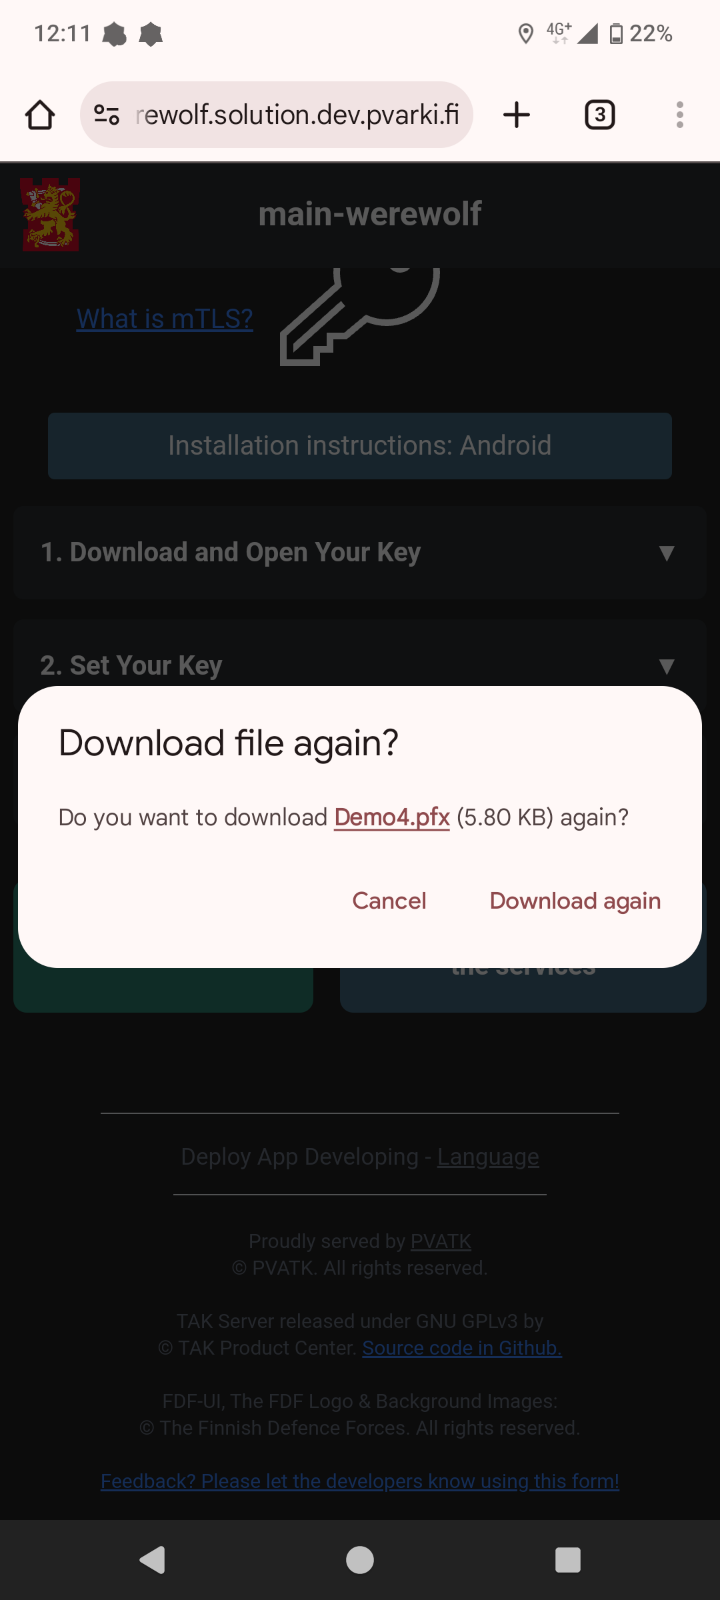 12:11
4G+
22%
rewolf.solution.dev.pvarki.fi
3
main-werewolf
What is mTLS?
Installation instructions: Android
1. Download and Open Your Key
2. Set Your Key
Download file again?
Do you want to download Demo4.pfx (5.80 KB) again?
Cancel
Download again
the services
Deploy App Developing - Language
Proudly served by PVATK
© PVATK. All rights reserved.
TAK Server released under GNU GPLv3 by
© TAK Product Center. Source code in Github.
FDF-UI, The FDF Logo & Background Images:
© The Finnish Defence Forces. All rights reserved.
Feedback? Please let the developers know using this form!